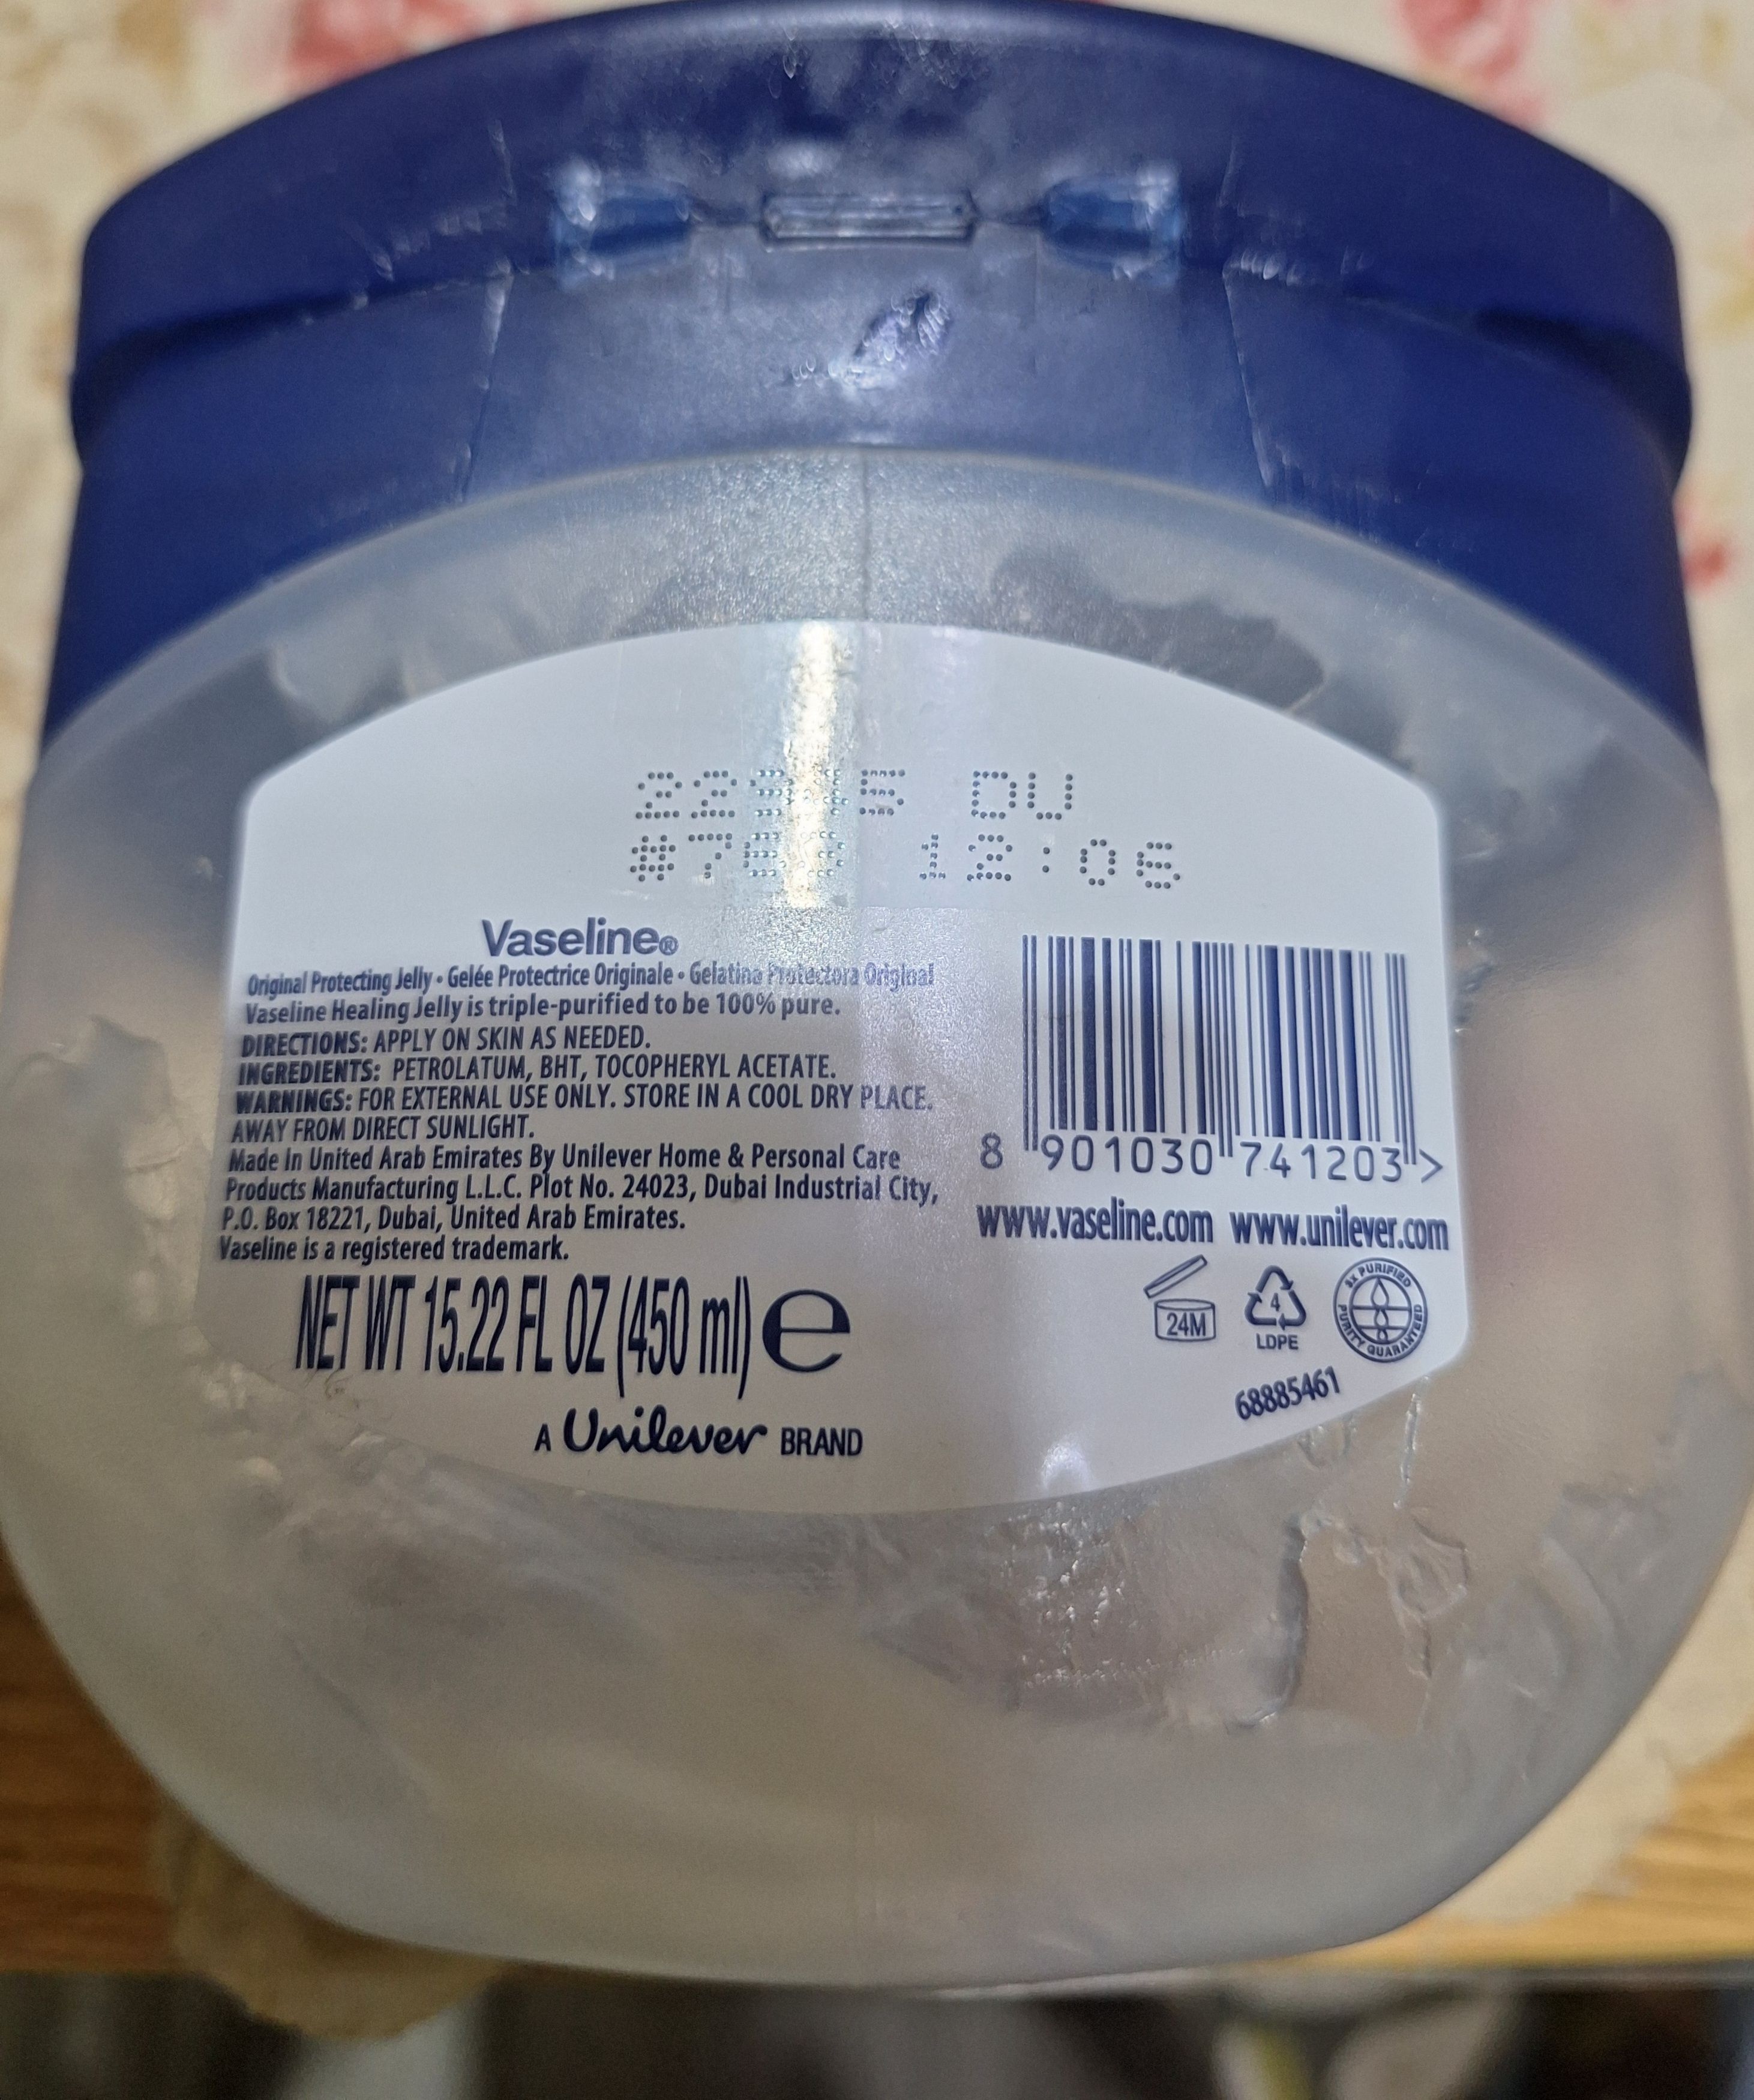 DU
12:06
Vaseline®
Original Protecting Jelly • Gelée Protectrice Originale • Gelatina Protectora Original
Vaseline Healing Jelly is triple-purified to be 100% pure.
DIRECTIONS: APPLY ON SKIN AS NEEDED.
INGREDIENTS: PETROLATUM, BHT, TOCOPHERYL ACETATE.
WARNINGS: FOR EXTERNAL USE ONLY. STORE IN A COOL DRY PLACE.
AWAY FROM DIRECT SUNLIGHT.
Made in United Arab Emirates By Unilever Home & Personal Care
Products Manufacturing L.L.C. Plot No. 24023, Dubai Industrial City,
P.O. Box 18221, Dubai, United Arab Emirates.
Vaseline is a registered trademark.
NET WT 15.22 FL OZ (450 ml) e
A Unilever BRAND
8 901030 741203 >
www.vaseline.com www.unilever.com
24M
4
LDPE
3x PURIFIED
PURITY GUARANTEED
68885461